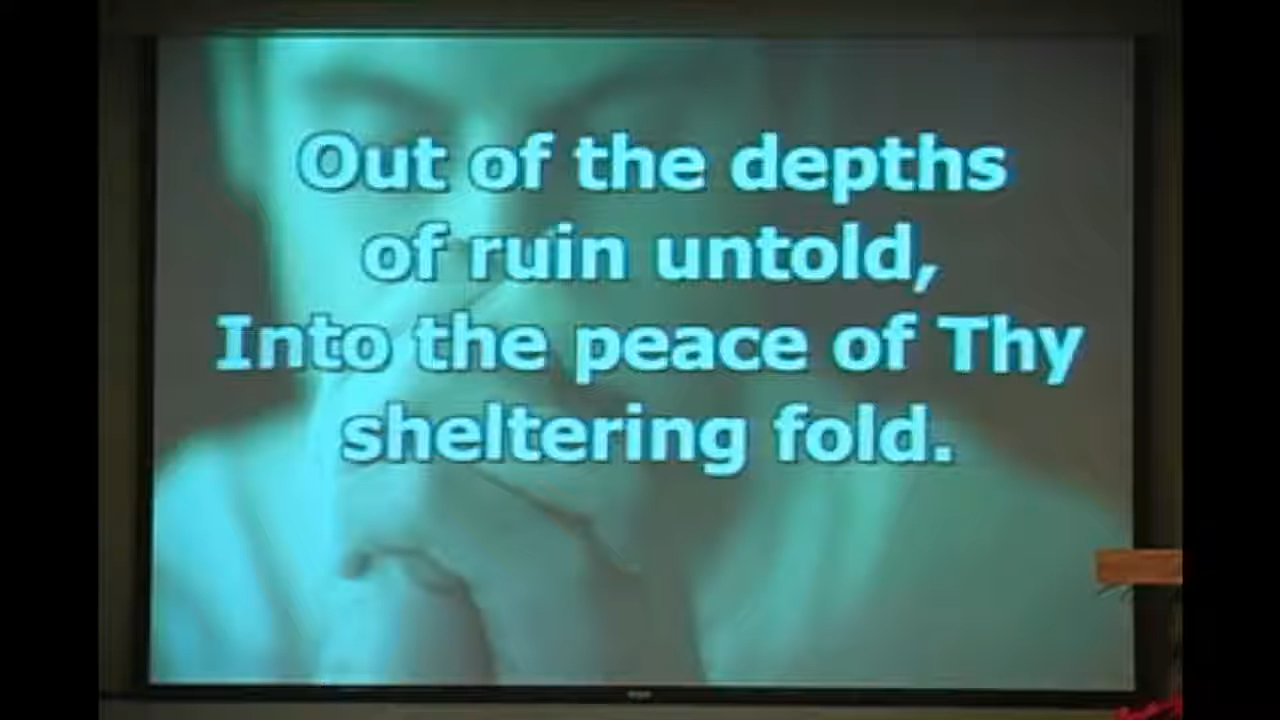 Out of the depths
of ruin untold,
Into the peace of Thy
sheltering fold.